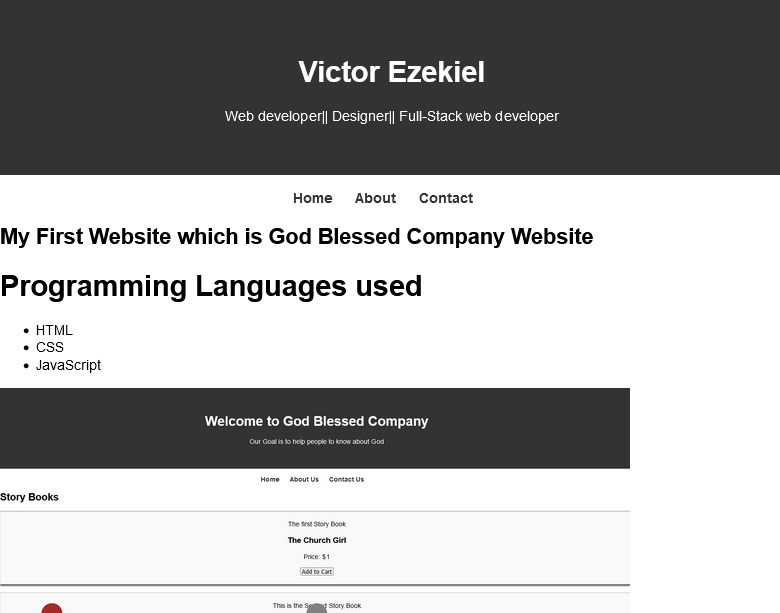 Victor Ezekiel
Web developer|| Designer|| Full-Stack web developer
Home About Contact
My First Website which is God Blessed Company Website
Programming Languages used
HTML
CSS
JavaScript
Welcome to God Blessed Company
Our Goal is to help people to know about God
Home About Us Contact Us
Story Books
The first Story Book
The Church Girl
Price: $1
Add to Cart
This is the Second Story Book